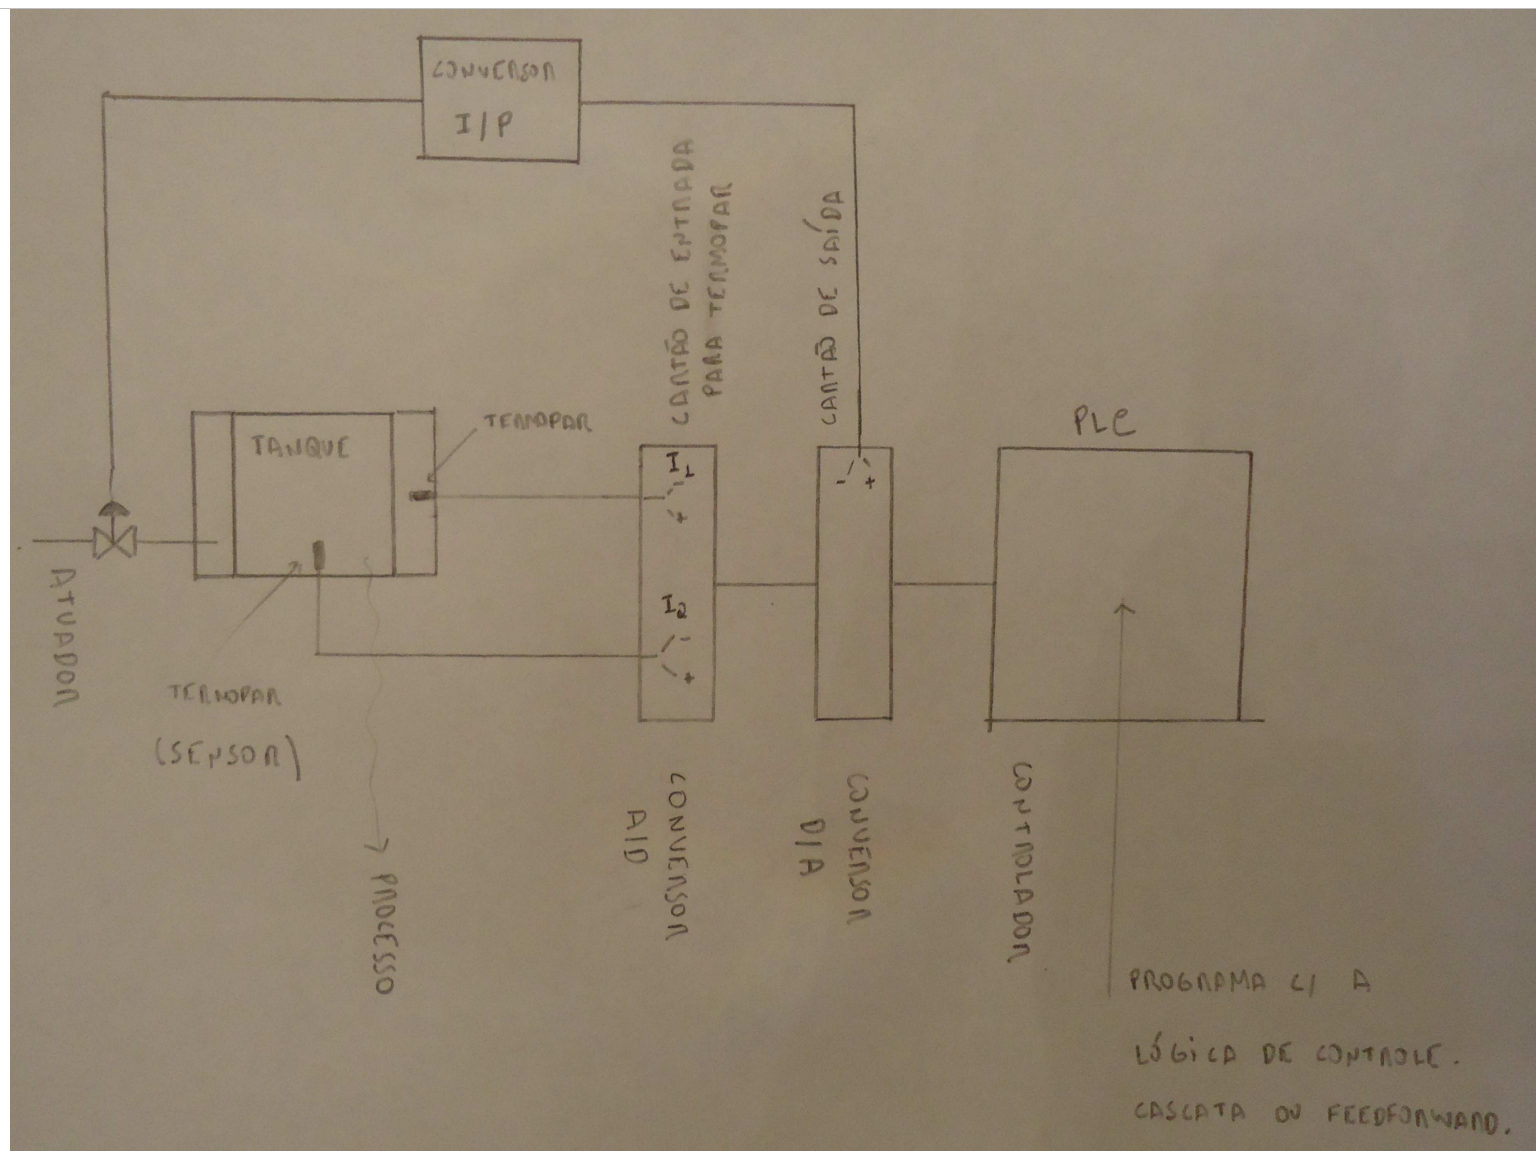 CONVERSOR
I/P
CARTÃO DE ENTRADA
PARA TERMOPAR
CARTÃO DE SAÍDA
PLC
TANQUE
TERMOPAR
I1
-
+
- +
I2
-
+
ATUADOR
TERMOPAR
(SENSOR)
PROCESSO
CONVERSOR
A/D
CONVERSOR
D/A
CONTROLADOR
PROGRAMA C/ A
LÓGICA DE CONTROLE.
CASCATA OU FEEDFORWARD.